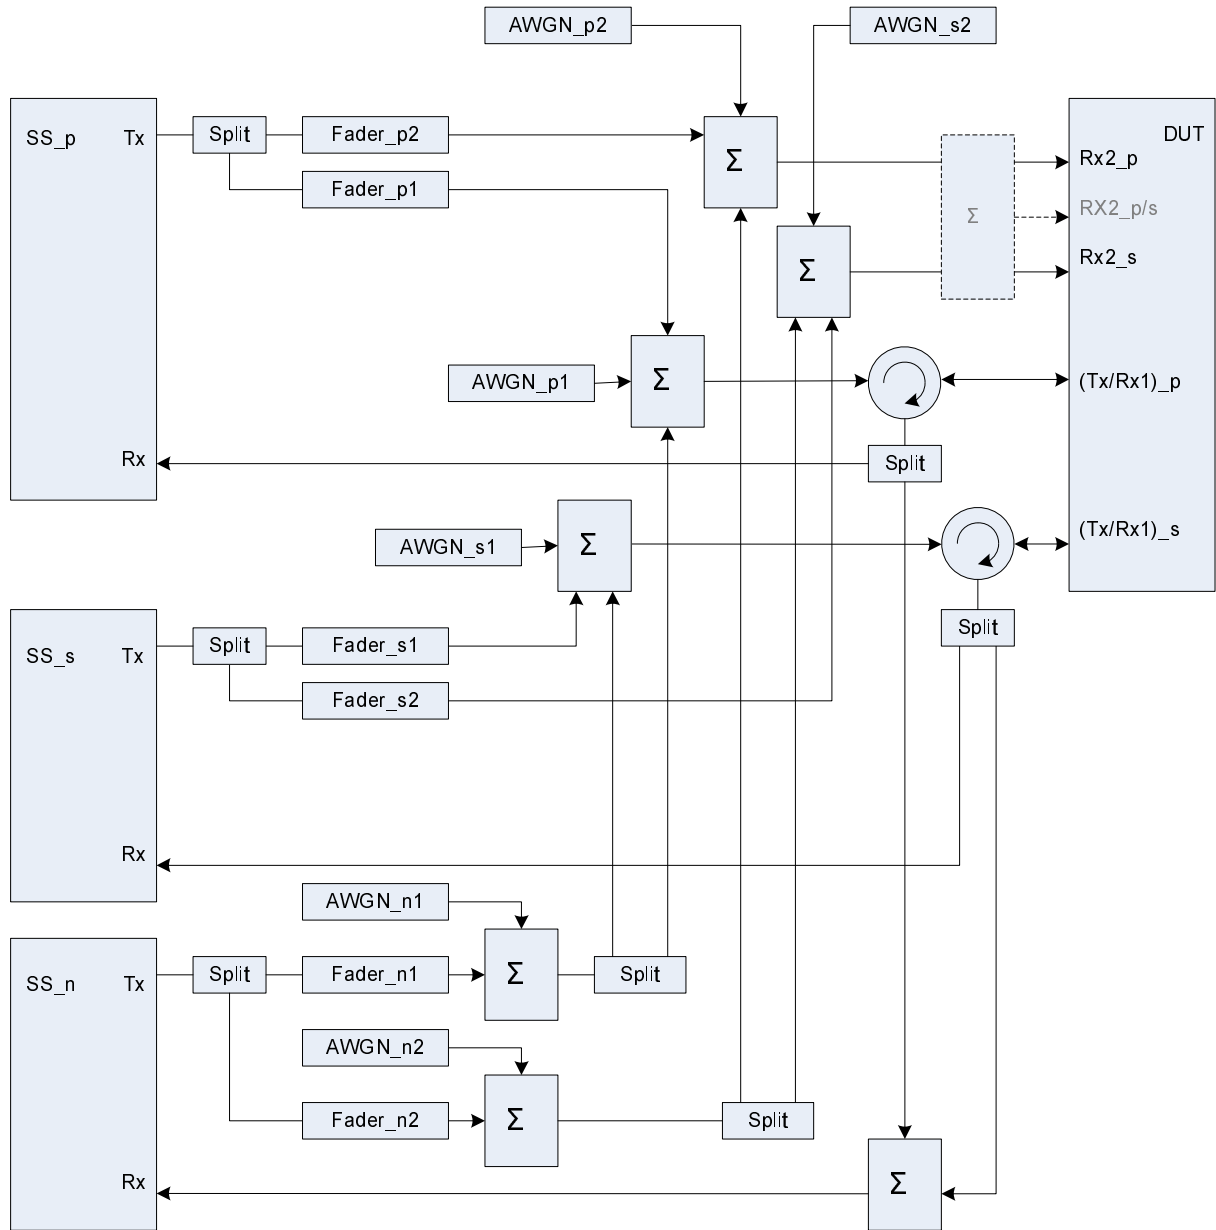 AWGN_p2
AWGN_s2
SS_p
Tx
Split
Fader_p2
Σ
DUT
Rx2_p
Fader_p1
Σ
RX2_p/s
Σ
Rx2_s
AWGN_p1
Σ
(Tx/Rx1)_p
Rx
Split
AWGN_s1
Σ
(Tx/Rx1)_s
SS_s
Tx
Split
Fader_s1
Split
Fader_s2
Rx
AWGN_n1
SS_n
Tx
Split
Fader_n1
Σ
Split
AWGN_n2
Fader_n2
Σ
Split
Rx
Σ